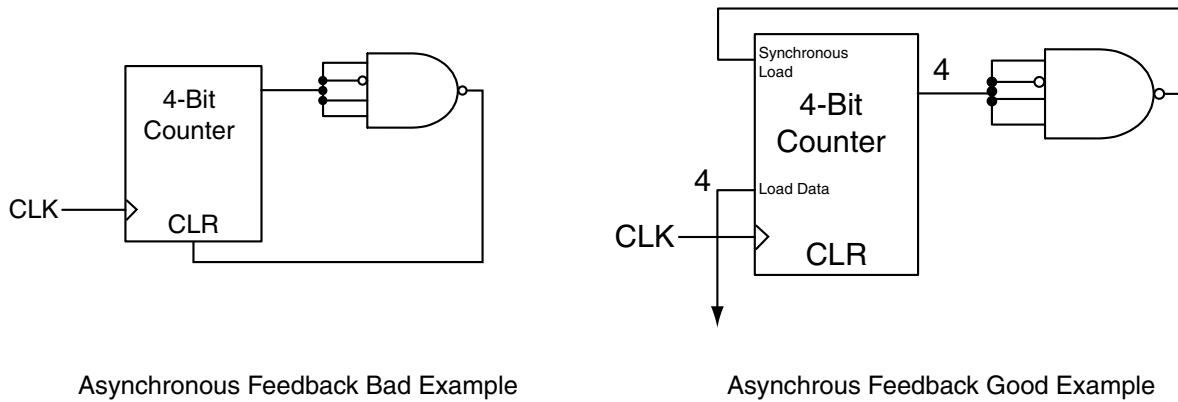 4-Bit
Counter
CLK
CLR
Asynchronous Feedback Bad Example
Synchronous
Load
4
4-Bit
Counter
4
Load Data
CLK
CLR
Asynchrous Feedback Good Example